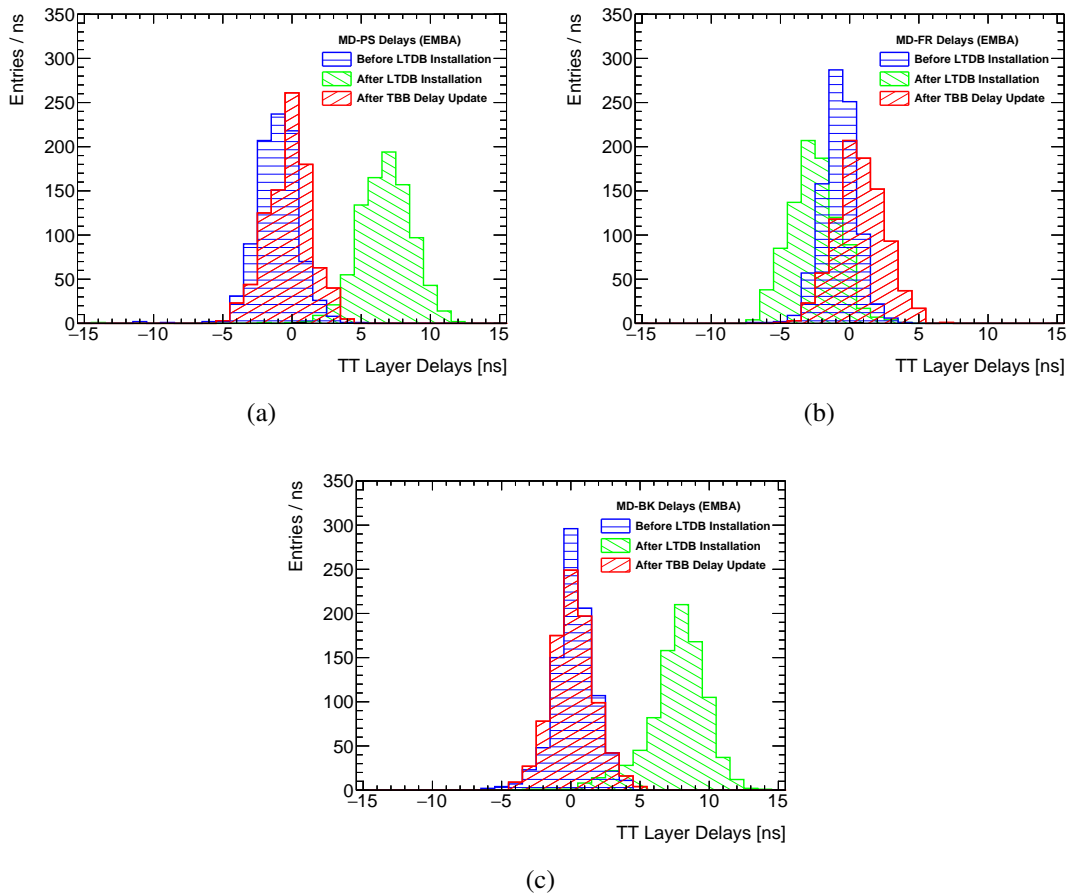 MD-PS Delays (EMBA)
Before LTDB Installation
After LTDB Installation
After TBB Delay Update
Entries / ns
350
300
250
200
150
100
50
0
−15 −10 −5 0 5 10 15
TT Layer Delays [ns]
(a)
MD-FR Delays (EMBA)
Before LTDB Installation
After LTDB Installation
After TBB Delay Update
Entries / ns
350
300
250
200
150
100
50
0
−15 −10 −5 0 5 10 15
TT Layer Delays [ns]
(b)
MD-BK Delays (EMBA)
Before LTDB Installation
After LTDB Installation
After TBB Delay Update
Entries / ns
350
300
250
200
150
100
50
0
−15 −10 −5 0 5 10 15
TT Layer Delays [ns]
(c)